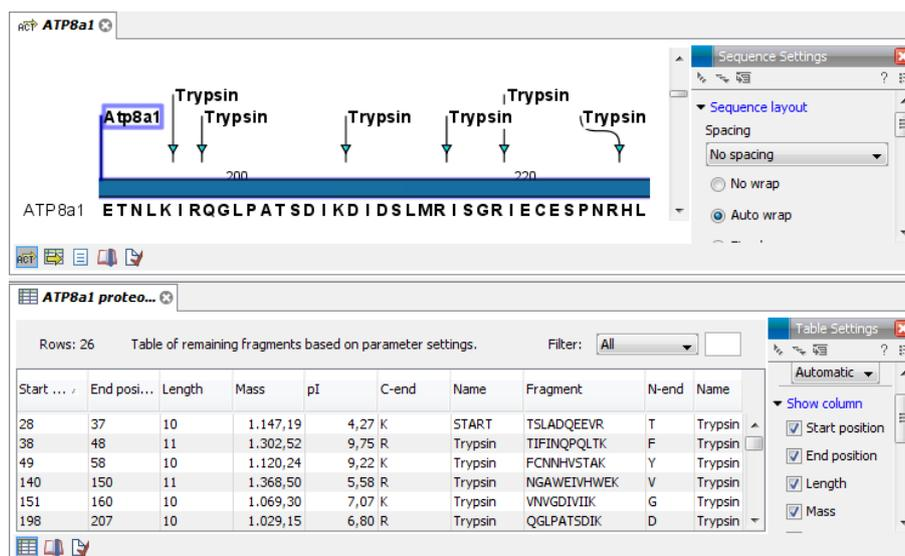 ATP8a1
Sequence Settings
Trypsin
Trypsin
Atp8a1
Trypsin
Trypsin
Trypsin
Trypsin
200
220
ATP8a1 ETNLKIRQGLPATSDIKDIDSLMRISGRIECESPNRHL
?
Sequence layout
Spacing
No spacing
No wrap
Auto wrap
ATP8a1 proteo...
Rows: 26 Table of remaining fragments based on parameter settings. Filter: All
Start ... End posi... Length Mass pI C-end Name Fragment N-end Name
28 37 10 1.147,19 4,27 K START TSLADQEEVR T Trypsin
38 48 11 1.302,52 9,75 R Trypsin TIFINQPQLTK F Trypsin
49 58 10 1.120,24 9,22 K Trypsin FCNNHVSTAK Y Trypsin
140 150 11 1.368,50 5,58 R Trypsin NGAWEIVHWEK V Trypsin
151 160 10 1.069,30 7,07 K Trypsin VNVGDIVIIK G Trypsin
198 207 10 1.029,15 6,80 R Trypsin QGLPATSDIK D Trypsin
Table Settings
?
Automatic
Show column
Start position
End position
Length
Mass